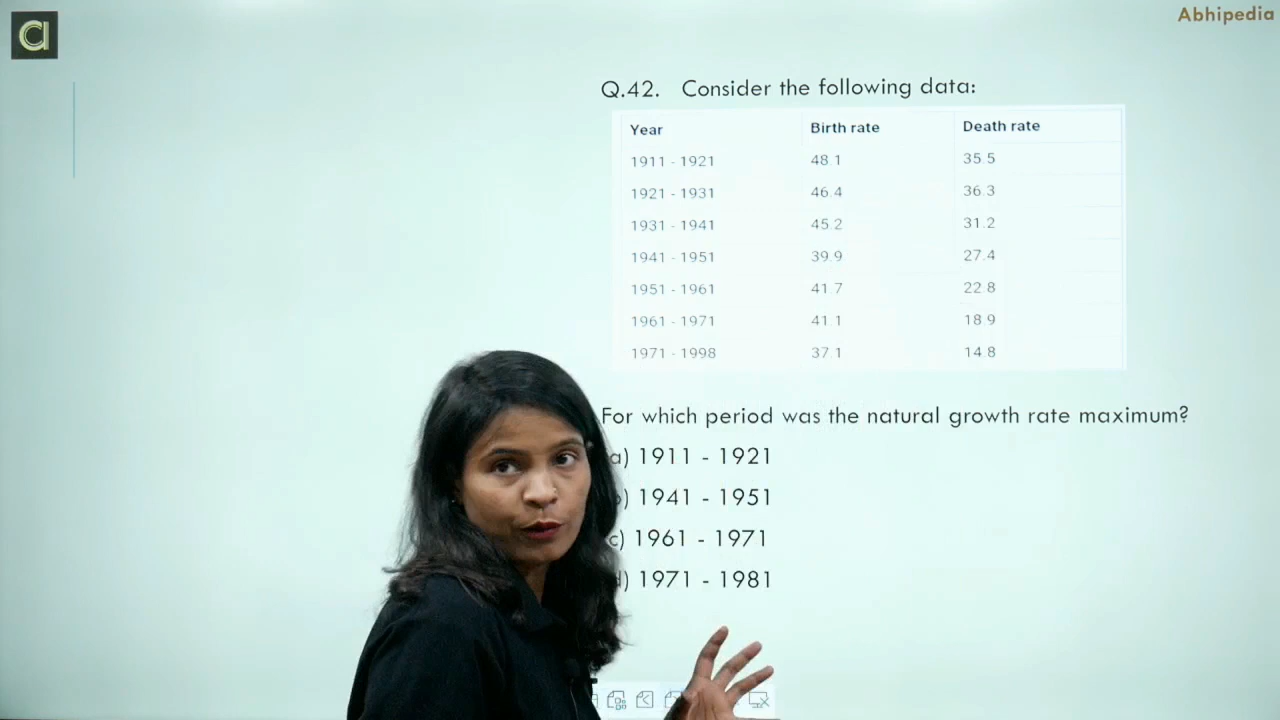 Abhipedia
Q.42. Consider the following data:
Year Birth rate Death rate
1911 - 1921 48.1 35.5
1921 - 1931 46.4 36.3
1931 - 1941 45.2 31.2
1941 - 1951 39.9 27.4
1951 - 1961 41.7 22.8
1961 - 1971 41.1 18.9
1971 - 1998 37.1 14.8
For which period was the natural growth rate maximum?
a) 1911 - 1921
) 1941 - 1951
c) 1961 - 1971
) 1971 - 1981